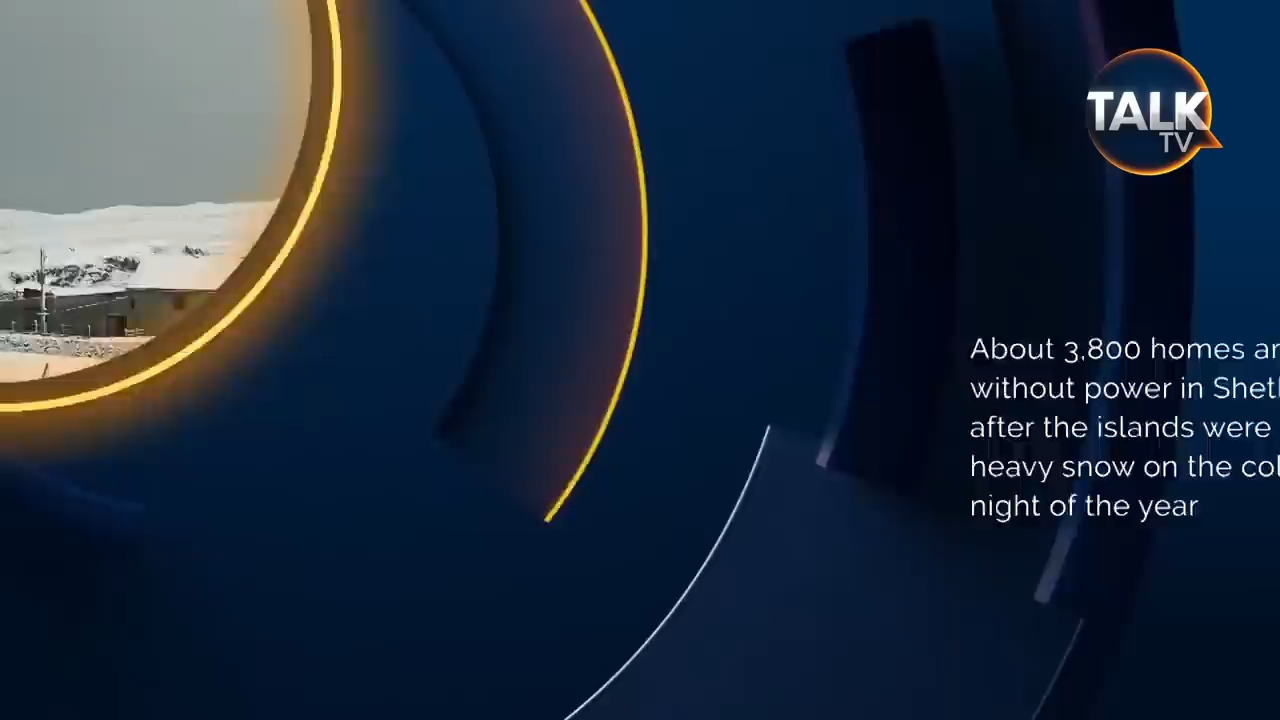 TALK
TV
About 3,800 homes ar
without power in Shetl
after the islands were
heavy snow on the col
night of the year